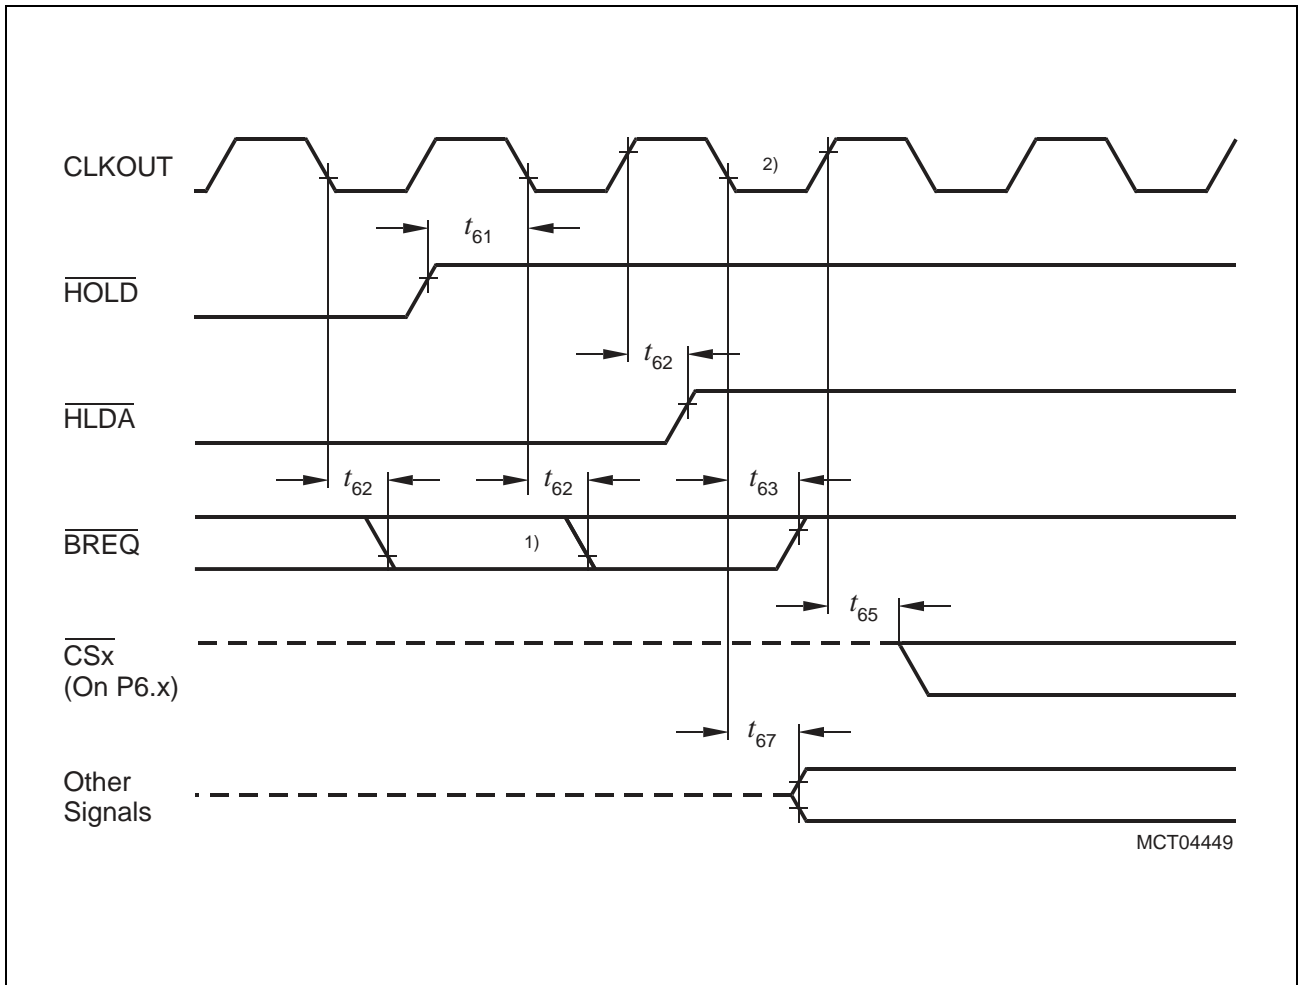 CLKOUT
2)
t61
HOLD
t62
HLDA
t62
t62
t63
BREQ
1)
t65
CSx
(On P6.x)
t67
Other
Signals
MCT04449